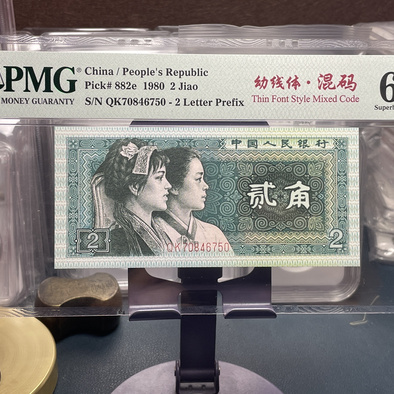 PMG
MONEY GUARANTY
China / People's Republic
Pick# 882e 1980 2 Jiao
S/N QK70846750 - 2 Letter Prefix
幼线体·混码
Thin Font Style Mixed Code
6
Super
中国人民银行
贰角
QK70846750
2
2